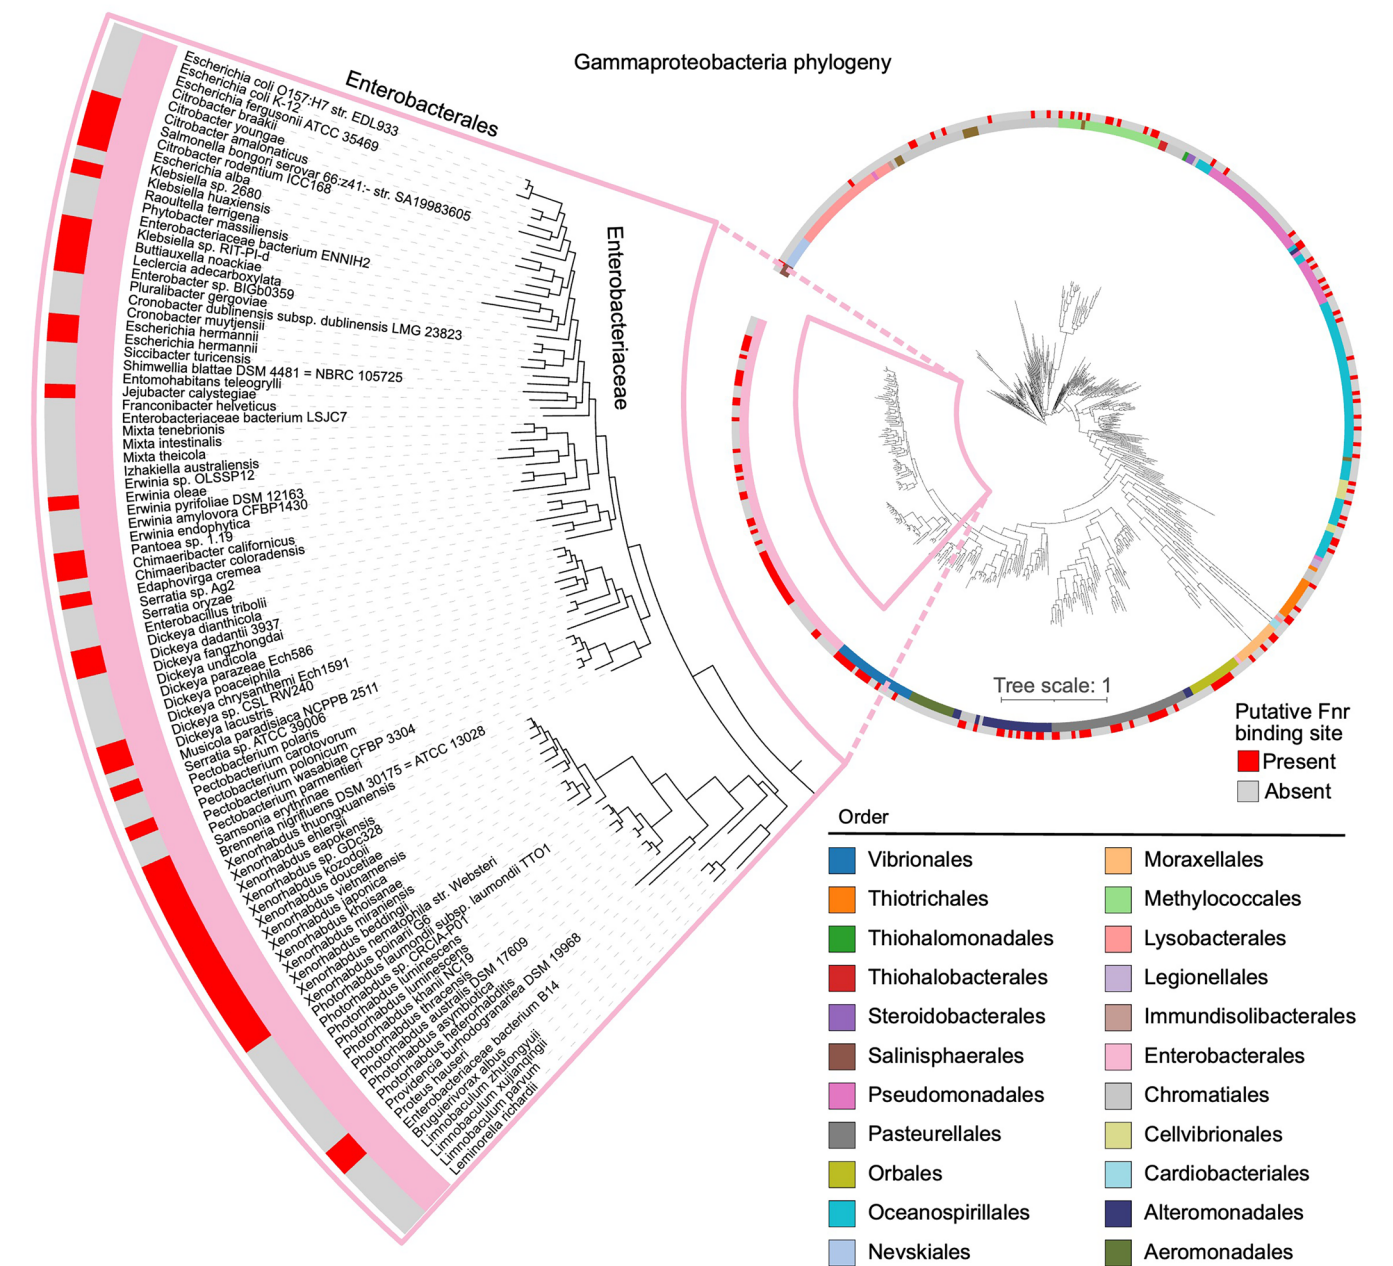 Gammaproteobacteria phylogeny
Enterobacterales
Enterobacteriaceae
Escherichia coli O157:H7 str. EDL933
Escherichia coli K-12
Escherichia fergusonii ATCC 35469
Citrobacter braakii
Citrobacter youngae
Citrobacter amalonaticus
Salmonella bongori serovar 66:z41:- str. SA19983605
Citrobacter rodentium ICC168
Escherichia alba
Klebsiella sp. 2680
Klebsiella huaxiensis
Raoultella terrigena
Phytobacter massiliensis
Enterobacteriaceae bacterium ENNIH2
Klebsiella sp. RIT-PI-d
Buttiauxella noackiae
Leclercia adecarboxylata
Enterobacter sp. BIGb0359
Pluralibacter gergoviae
Cronobacter dublinensis subsp. dublinensis LMG 23823
Cronobacter muytjensii
Escherichia hermannii
Escherichia hermannii
Siccibacter turicensis
Shimwellia blattae DSM 4481 = NBRC 105725
Entomohabitans teleogrylli
Jejubacter calystegiae
Franconibacter helveticus
Enterobacteriaceae bacterium LSJC7
Mixta tenebrionis
Mixta intestinalis
Mixta theicola
Izhakiella australiensis
Erwinia sp. OLSSP12
Erwinia oleae
Erwinia pyrifoliae DSM 12163
Erwinia amylovora CFBP1430
Erwinia endophytica
Pantoea sp. 1.19
Chimaeribacter californicus
Chimaeribacter coloradensis
Edaphovirga cremea
Serratia sp. Ag2
Serratia oryzae
Enterobacillus tribolii
Dickeya dianthicola
Dickeya dadantii 3937
Dickeya fangzhongdai
Dickeya undicola
Dickeya parazeae Ech586
Dickeya poaceiphila
Dickeya chrysanthemi Ech1591
Dickeya sp. CSL RW240
Dickeya lacustris
Musicola paradisiaca NCPPB 2511
Serratia sp. ATCC 39006
Pectobacterium polaris
Pectobacterium carotovorum
Pectobacterium polonicum
Pectobacterium wasabiae CFBP 3304
Pectobacterium parmentieri
Samsonia erythrinae
Brenneria nigrifluens DSM 30175 = ATCC 13028
Xenorhabdus thuongxuanensis
Xenorhabdus ehlersii
Xenorhabdus eapokensis
Xenorhabdus sp. GDc328
Xenorhabdus kozodoii
Xenorhabdus doucetiae
Xenorhabdus vietnamensis
Xenorhabdus japonica
Xenorhabdus khoisanae
Xenorhabdus miraniensis
Xenorhabdus beddingii
Xenorhabdus nematophila str. Websteri
Xenorhabdus poinarii G6
Photorhabdus laumondii subsp. laumondii TTO1
Photorhabdus sp. CRCIA-P01
Photorhabdus luminescens
Photorhabdus luminescens
Photorhabdus khanii NC19
Photorhabdus thracensis
Photorhabdus australis DSM 17609
Photorhabdus asymbiotica
Photorhabdus heterorhabditis
Providencia burhodogranariea DSM 19968
Proteus hauseri
Enterobacteriaceae bacterium B14
Bruguierivorax albus
Limnobaculum zhutongyuii
Limnobaculum xujianqingii
Limnobaculum parvum
Leminorella richardii
Tree scale: 1
Putative Fnr
binding site
Present
Absent
Order
Vibrionales
Thiotrichales
Thiohalomonadales
Thiohalobacterales
Steroidobacterales
Salinisphaerales
Pseudomonadales
Pasteurellales
Orbales
Oceanospirillales
Nevskiales
Moraxellales
Methylococcales
Lysobacterales
Legionellales
Immundisolibacterales
Enterobacterales
Chromatiales
Cellvibrionales
Cardiobacteriales
Alteromonadales
Aeromonadales